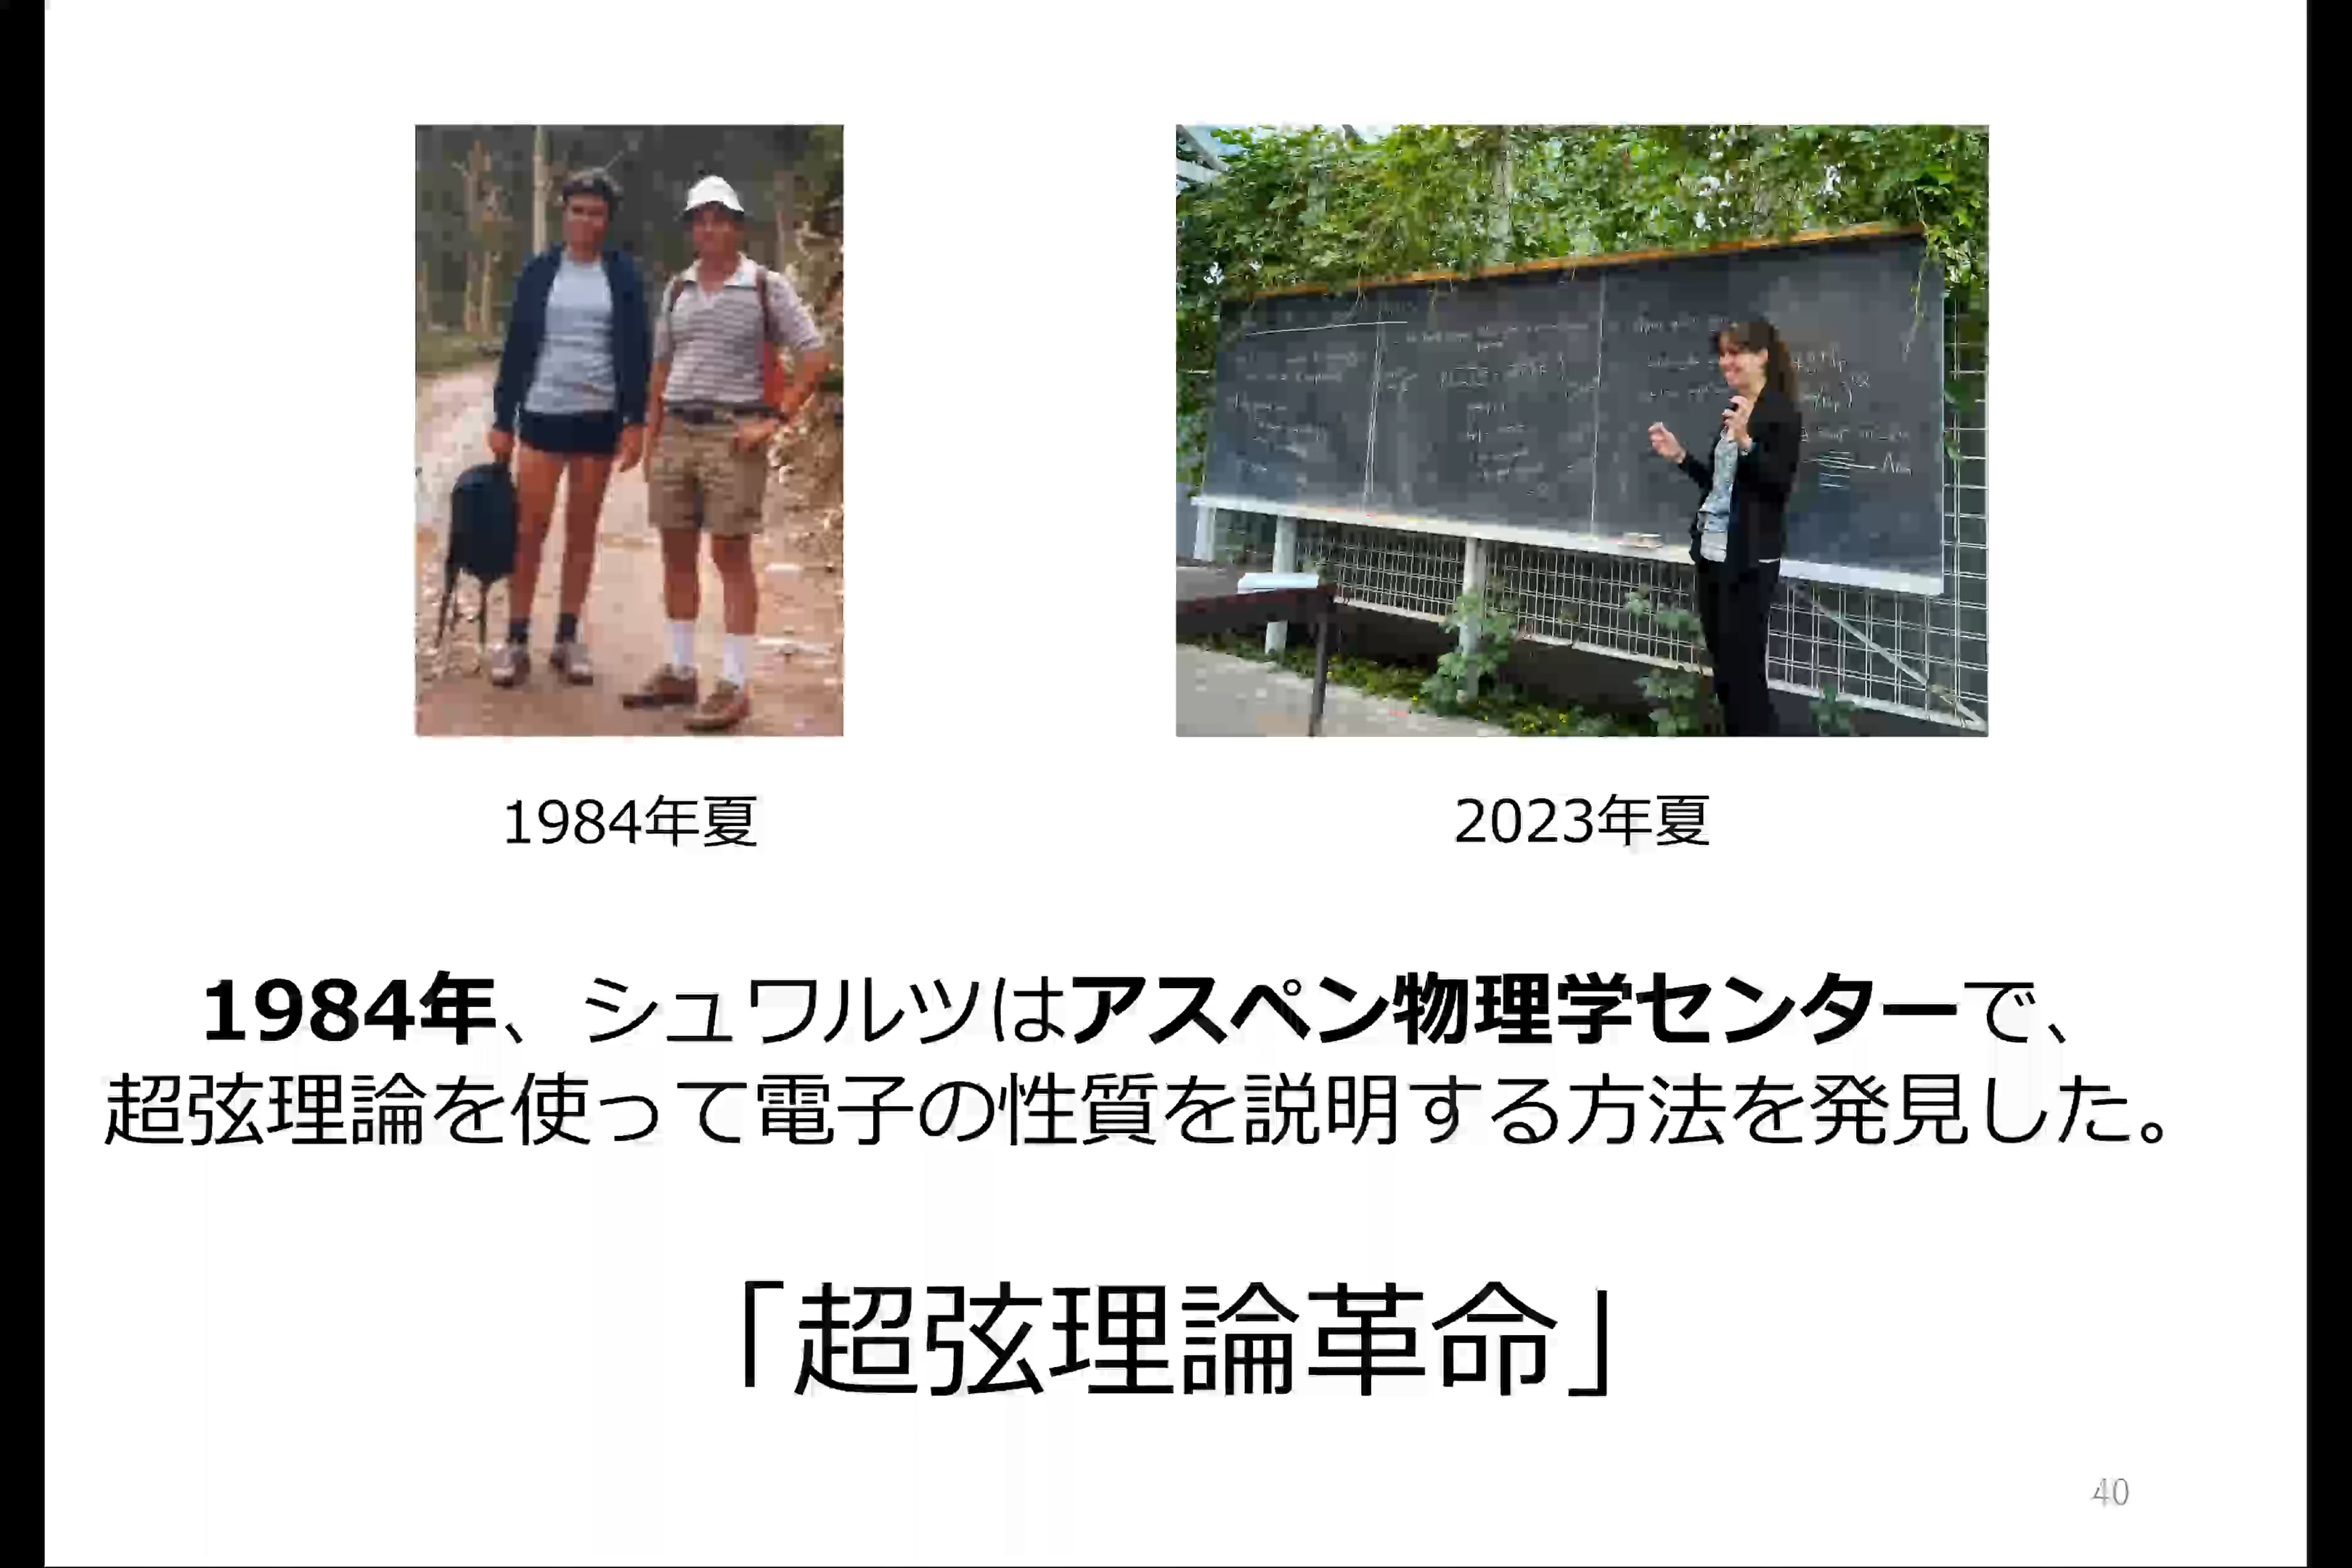 1984年夏
2023年夏
1984年、シュワルツはアスペン物理学センターで、
超弦理論を使って電子の性質を説明する方法を発見した。
「超弦理論革命」
40